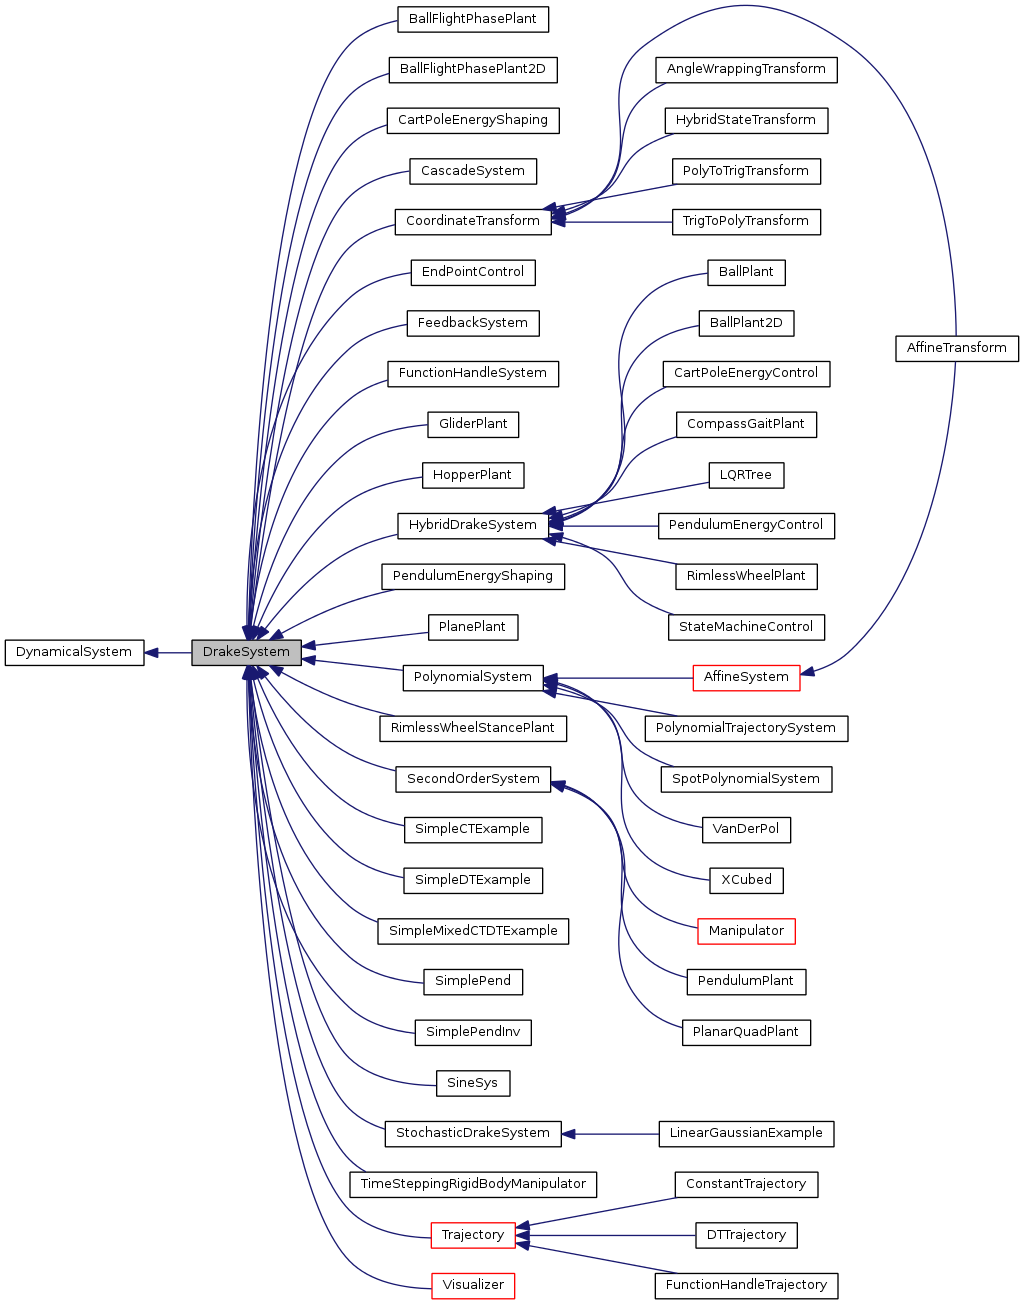 BallFlightPhasePlant
BallFlightPhasePlant2D
AngleWrappingTransform
CartPoleEnergyShaping
HybridStateTransform
CascadeSystem
PolyToTrigTransform
CoordinateTransform
TrigToPolyTransform
EndPointControl
BallPlant
FeedbackSystem
BallPlant2D
AffineTransform
FunctionHandleSystem
CartPoleEnergyControl
GliderPlant
CompassGaitPlant
HopperPlant
LQRTree
HybridDrakeSystem
PendulumEnergyControl
PendulumEnergyShaping
RimlessWheelPlant
PlanePlant
StateMachineControl
DynamicalSystem
DrakeSystem
PolynomialSystem
AffineSystem
RimlessWheelStancePlant
PolynomialTrajectorySystem
SecondOrderSystem
SpotPolynomialSystem
SimpleCTExample
VanDerPol
SimpleDTExample
XCubed
SimpleMixedCTDTExample
Manipulator
SimplePend
PendulumPlant
SimplePendInv
PlanarQuadPlant
SineSys
StochasticDrakeSystem
LinearGaussianExample
TimeSteppingRigidBodyManipulator
ConstantTrajectory
Trajectory
DTTrajectory
Visualizer
FunctionHandleTrajectory